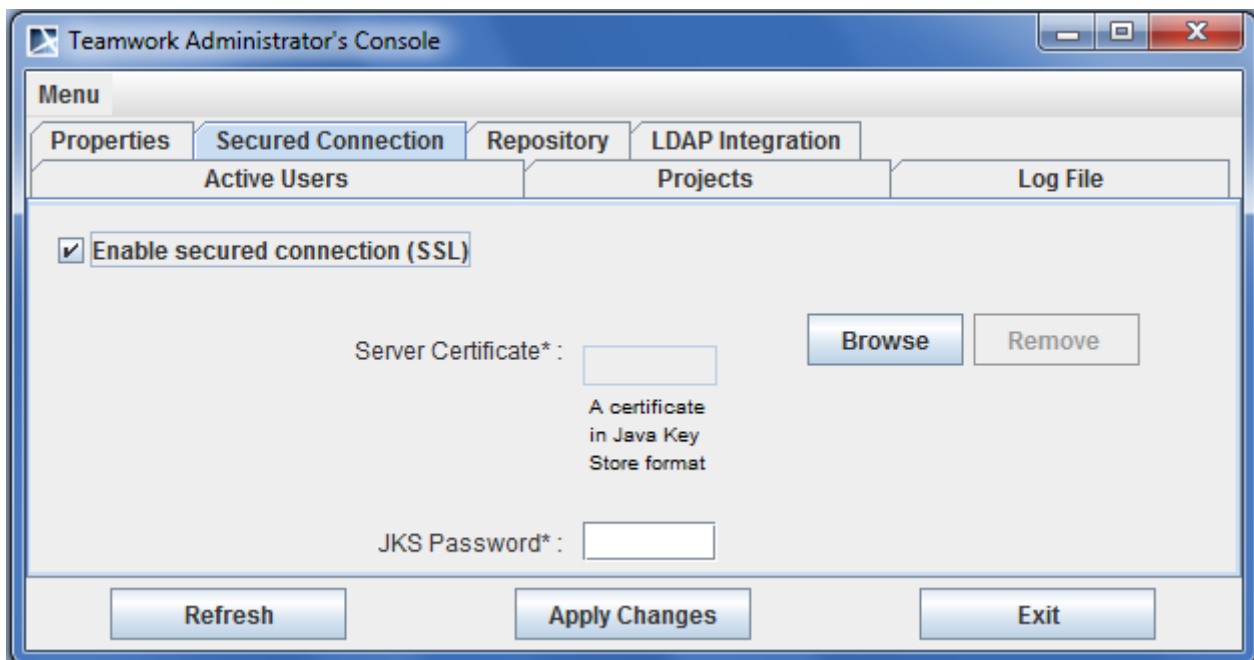 Teamwork Administrator's Console
Menu
Properties Secured Connection Repository LDAP Integration
Active Users Projects Log File
Enable secured connection (SSL)
Browse Remove
Server Certificate* :
A certificate
in Java Key
Store format
JKS Password* :
Refresh Apply Changes Exit